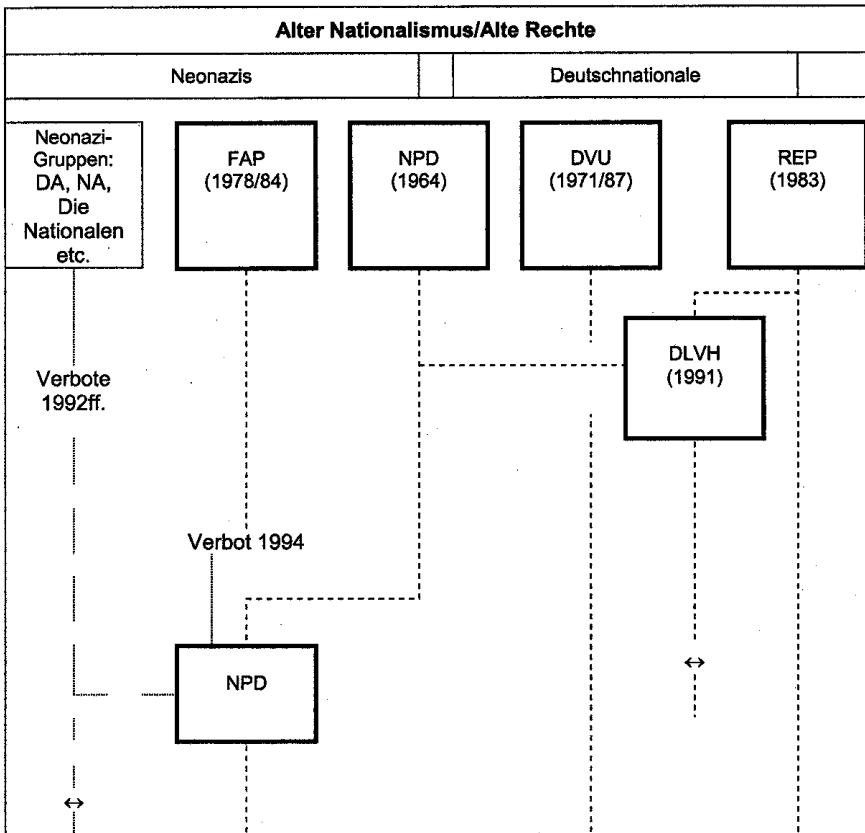 Alter Nationalismus/Alte Rechte
Neonazis
Deutschnationale
Neonazi-
Gruppen:
DA, NA,
Die
Nationalen
etc.
FAP
(1978/84)
NPD
(1964)
DVU
(1971/87)
REP
(1983)
DLVH
(1991)
Verbote
1992ff.
Verbot 1994
NPD
↔
↔